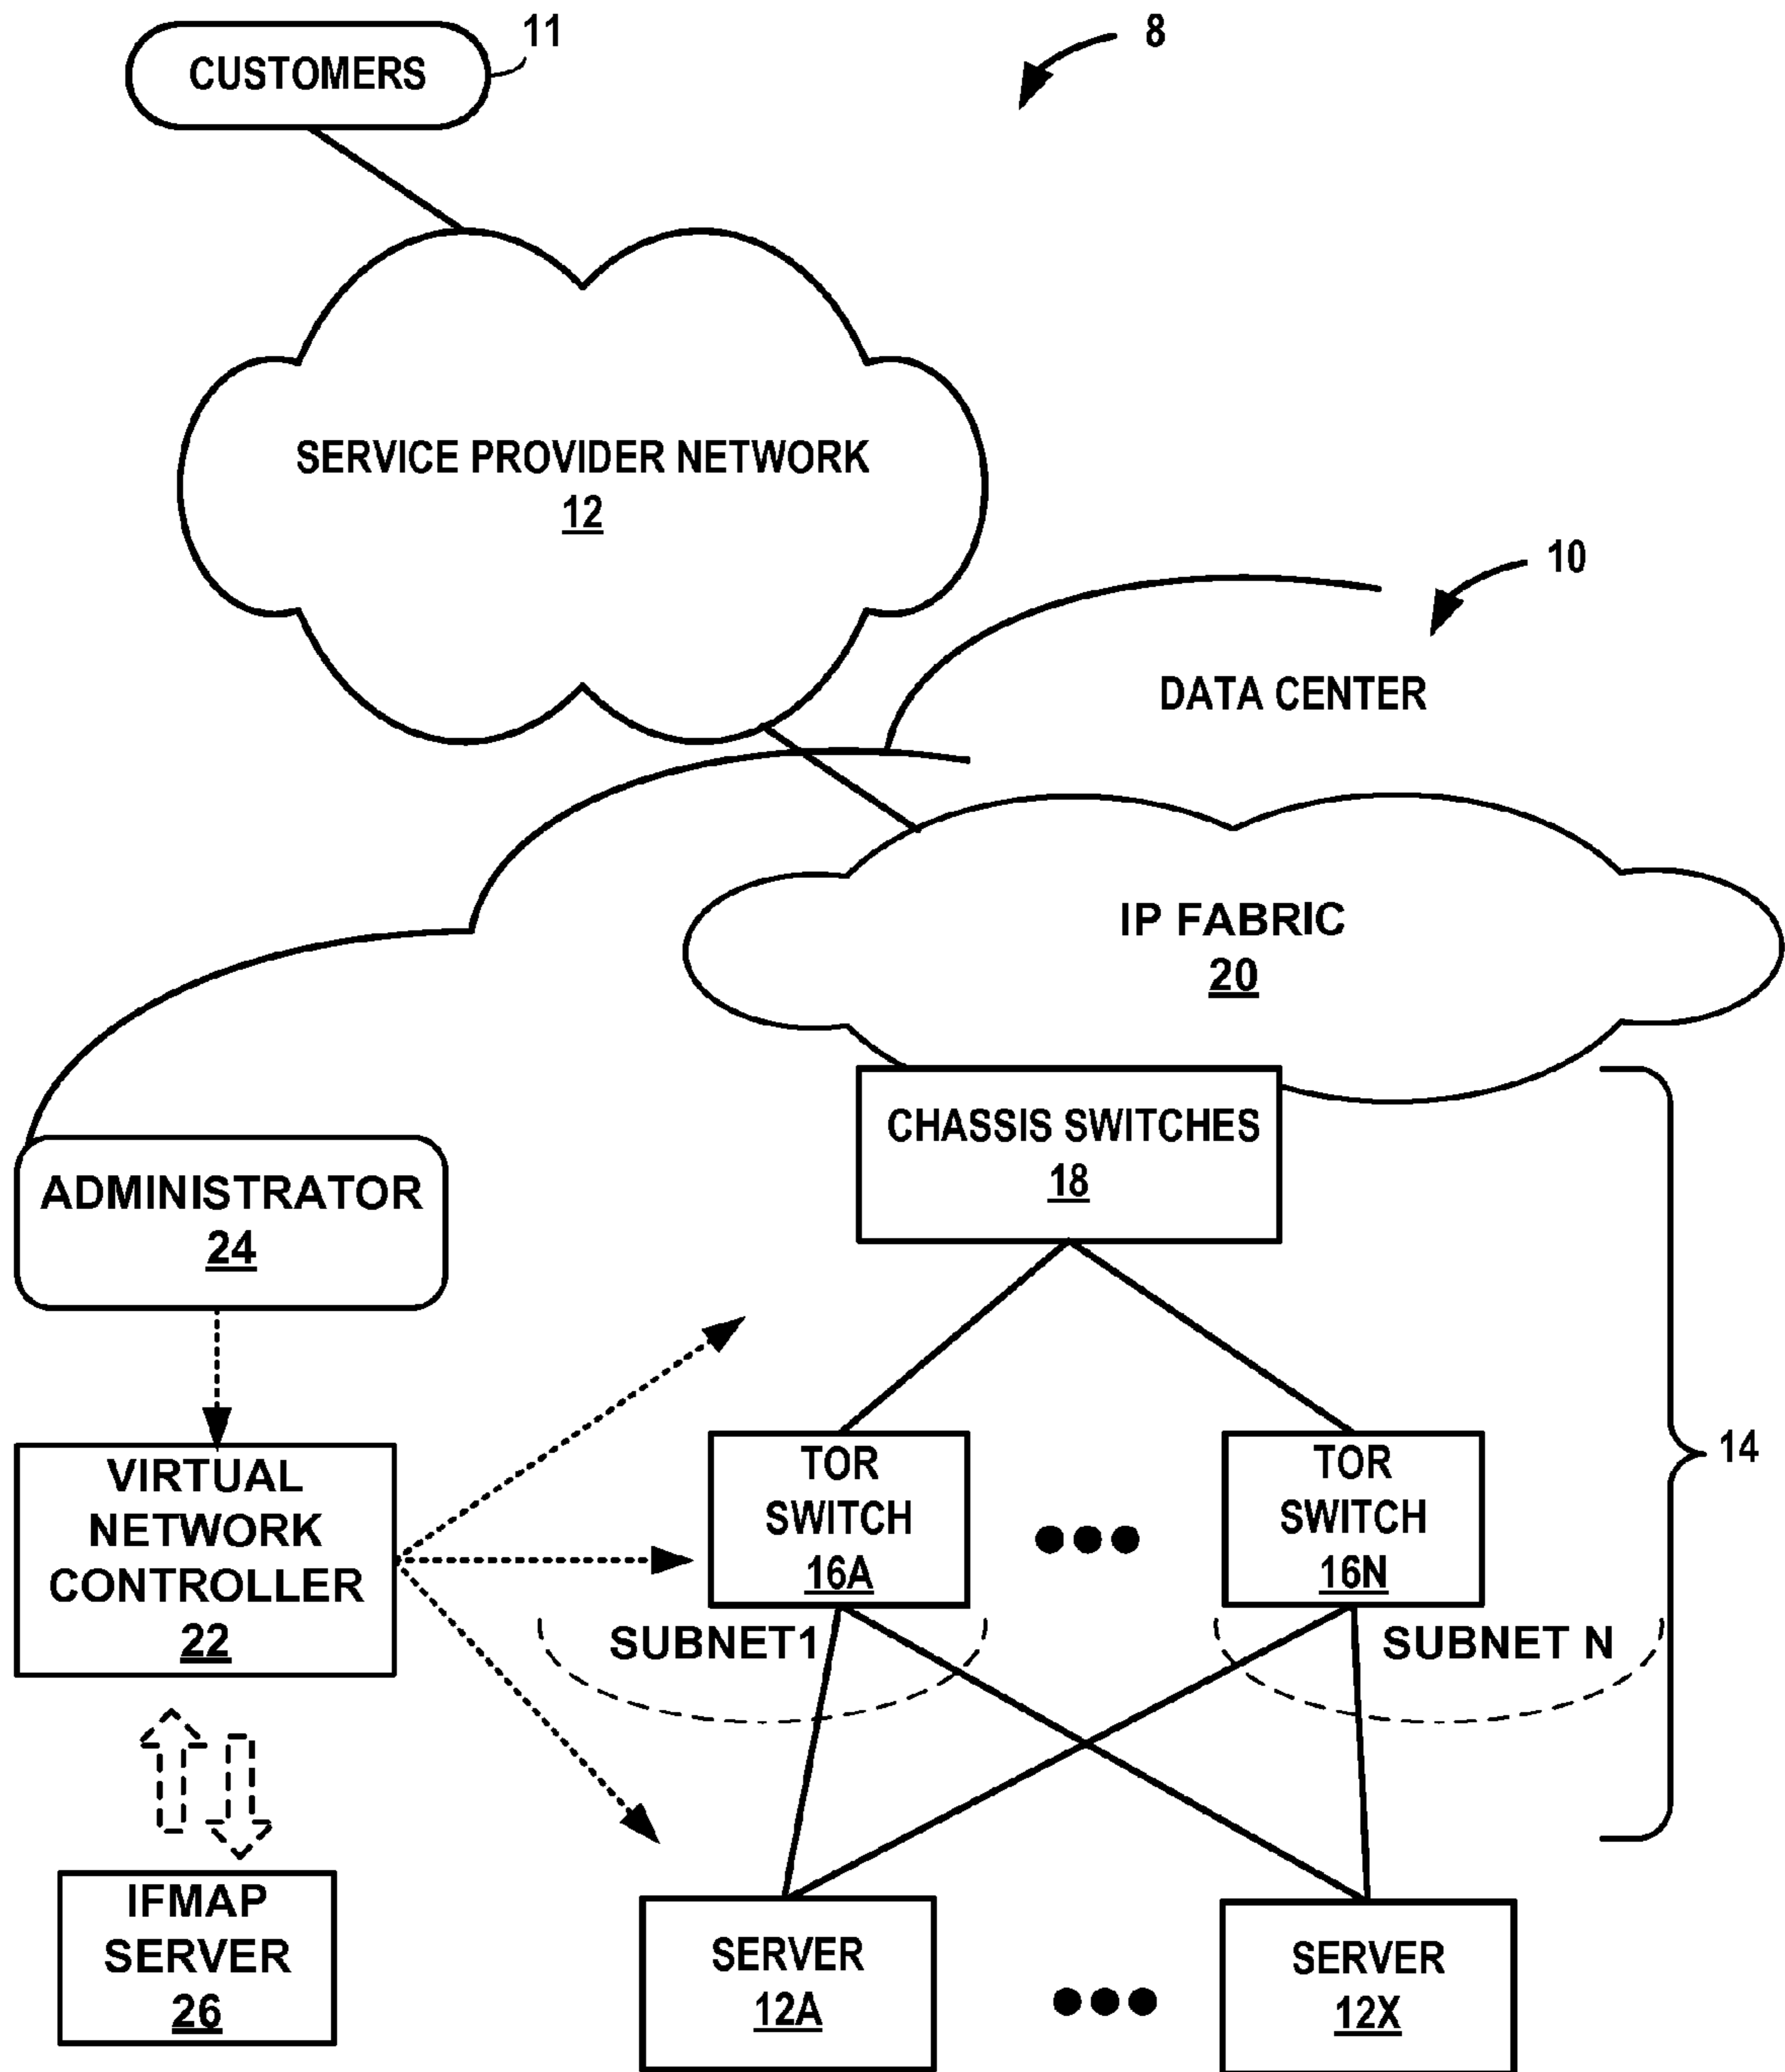 CUSTOMERS
11
8
SERVICE PROVIDER NETWORK
12
10
DATA CENTER
IP FABRIC
20
CHASSIS SWITCHES
18
ADMINISTRATOR
24
VIRTUAL
NETWORK
CONTROLLER
22
TOR
SWITCH
16A
TOR
SWITCH
16N
14
SUBNET1
SUBNET N
IFMAP
SERVER
26
SERVER
12A
SERVER
12X